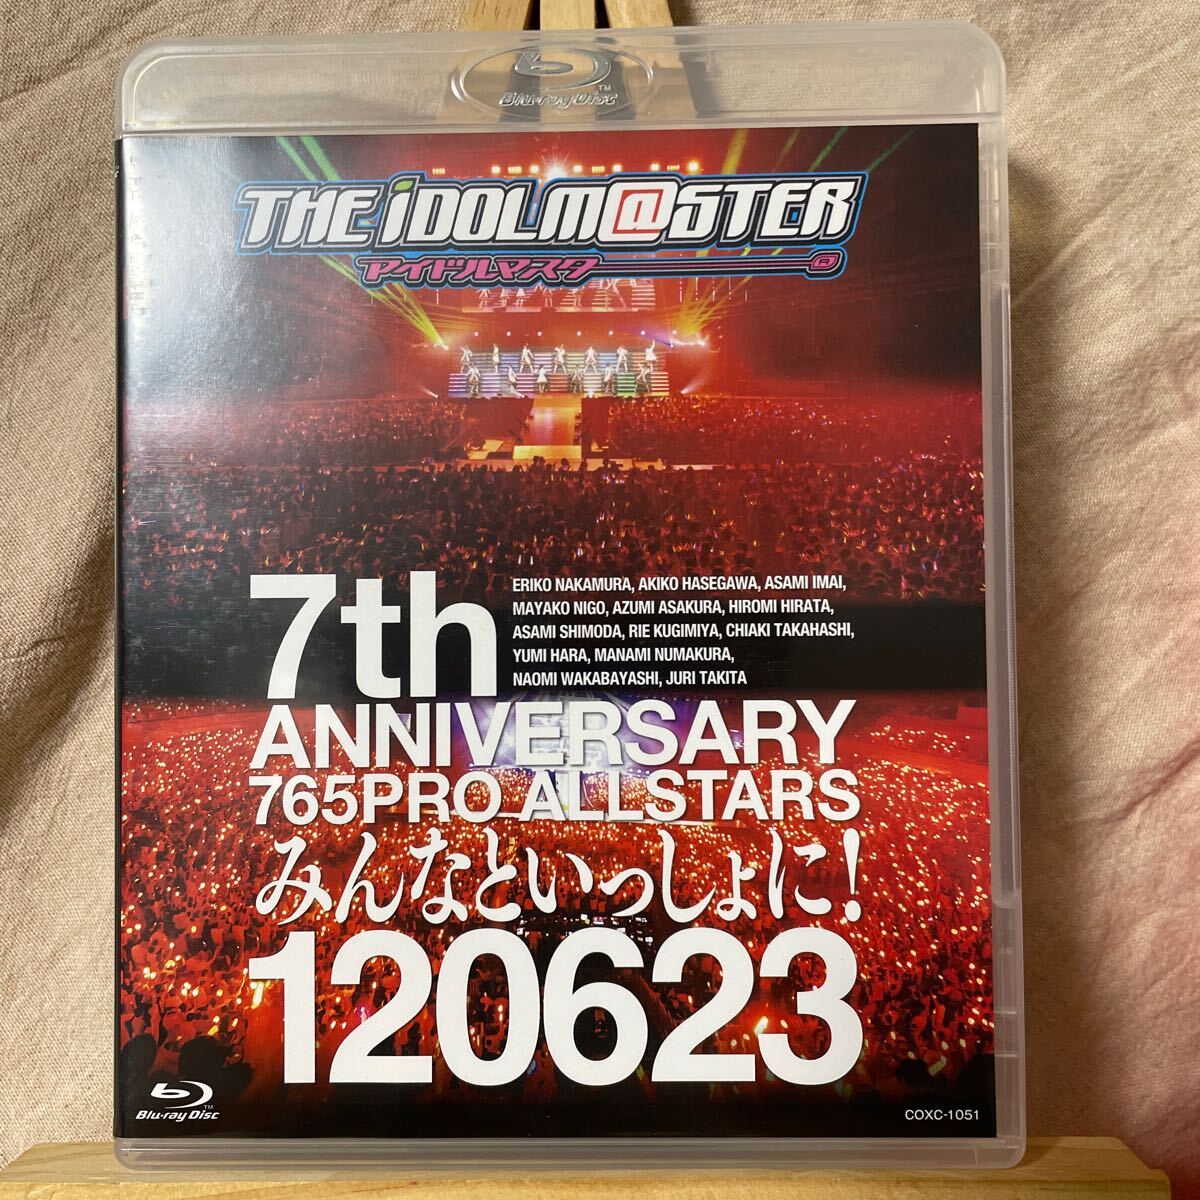 Blu-ray Disc™
THE iDOLM@STER
アイドルマスター
7th
ERIKO NAKAMURA, AKIKO HASEGAWA, ASAMI IMAI,
MAYAKO NIGO, AZUMI ASAKURA, HIROMI HIRATA,
ASAMI SHIMODA, RIE KUGIMIYA, CHIAKI TAKAHASHI,
YUMI HARA, MANAMI NUMAKURA,
NAOMI WAKABAYASHI, JURI TAKITA
ANNIVERSARY
765PRO ALLSTARS
みんなといっしょに!
120623
Blu-ray Disc™
COXC-1051